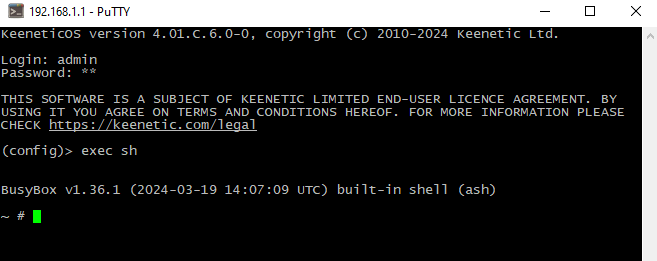 192.168.1.1 - PuTTY
KeeneticOS version 4.01.C.6.0-0, copyright (c) 2010-2024 Keenetic Ltd.
Login: admin
Password: **
THIS SOFTWARE IS A SUBJECT OF KEENETIC LIMITED END-USER LICENCE AGREEMENT. BY
USING IT YOU AGREE ON TERMS AND CONDITIONS HEREOF. FOR MORE INFORMATION PLEASE
CHECK https://keenetic.com/legal
(config)> exec sh
BusyBox v1.36.1 (2024-03-19 14:07:09 UTC) built-in shell (ash)
~ #